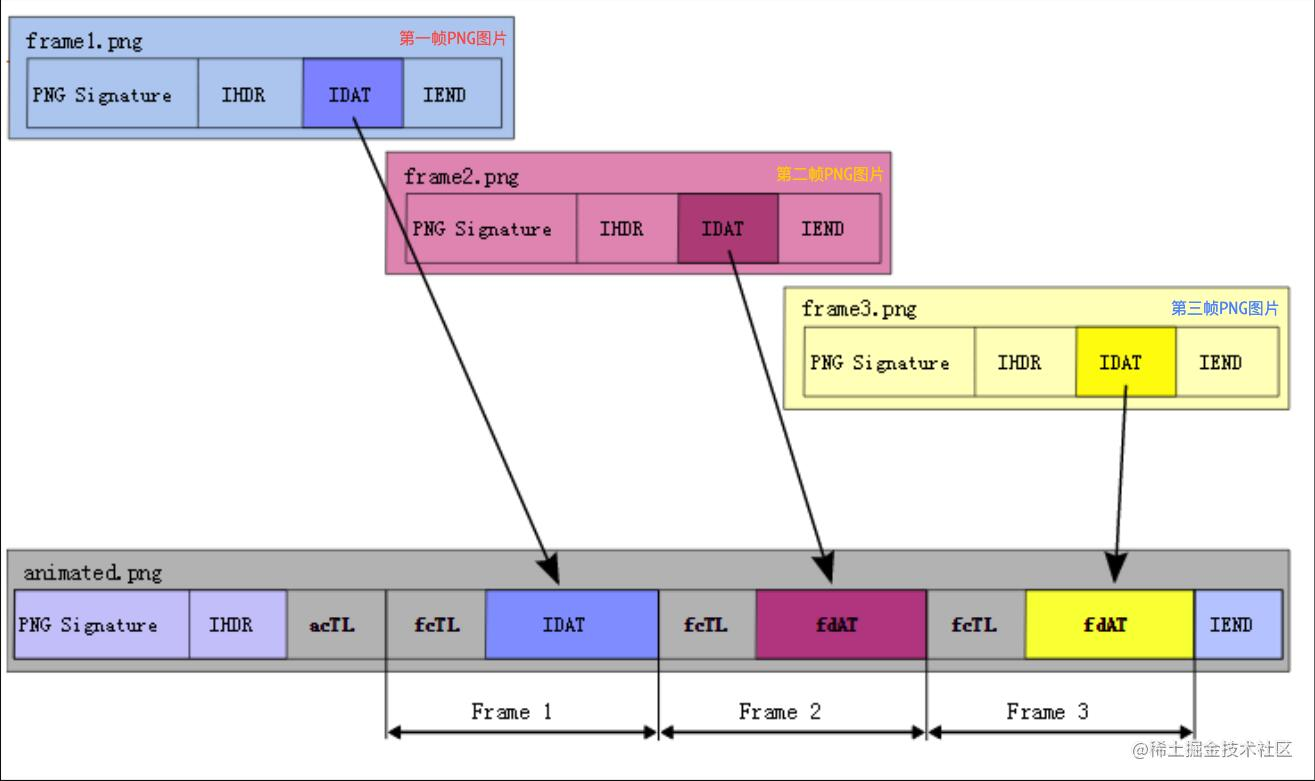 frame1.png 第一帧PNG图片
PNG Signature IHDR IDAT IEND
frame2.png 第二帧PNG图片
PNG Signature IHDR IDAT IEND
frame3.png 第三帧PNG图片
PNG Signature IHDR IDAT IEND
animated.png
PNG Signature IHDR acTL fcTL IDAT fcTL fdAT fcTL fdAT IEND
Frame 1 Frame 2 Frame 3
@稀土掘金技术社区